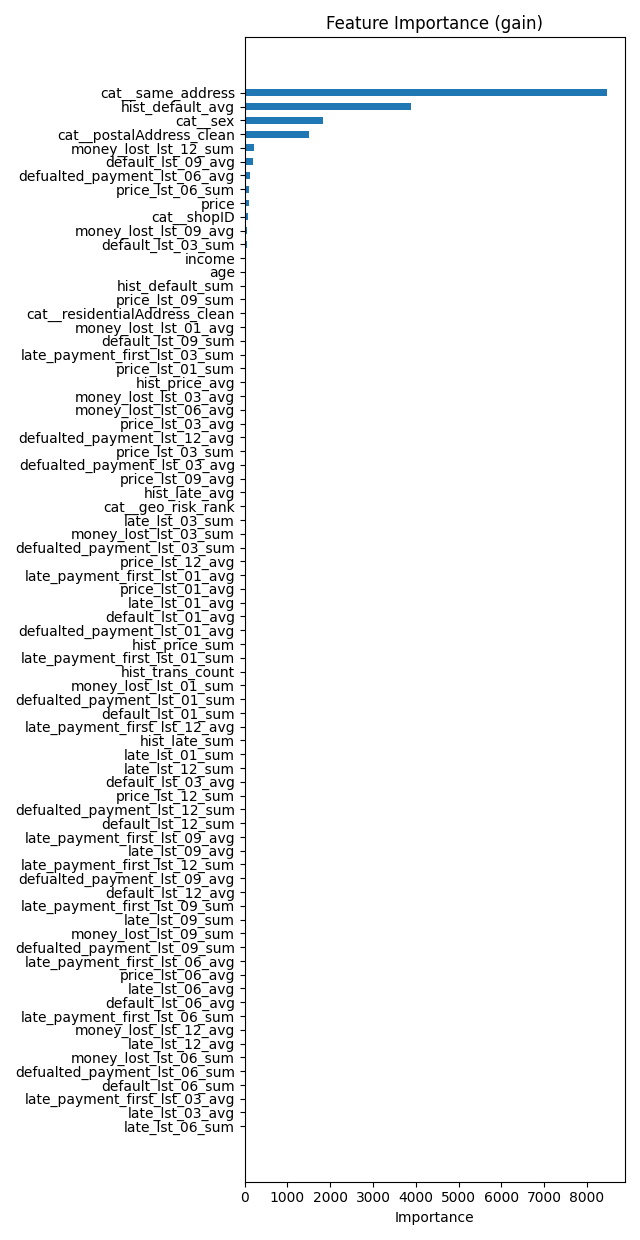 Feature Importance (gain)
cat__same_address
hist_default_avg
cat__sex
cat__postalAddress_clean
money_lost_lst_12_sum
default_lst_09_avg
defualted_payment_lst_06_avg
price_lst_06_sum
price
cat__shopID
money_lost_lst_09_avg
default_lst_03_sum
income
age
hist_default_sum
price_lst_09_sum
cat__residentialAddress_clean
money_lost_lst_01_avg
default_lst_09_sum
late_payment_first_lst_03_sum
price_lst_01_sum
hist_price_avg
money_lost_lst_03_avg
money_lost_lst_06_avg
price_lst_03_avg
defualted_payment_lst_12_avg
price_lst_03_sum
defualted_payment_lst_03_avg
price_lst_09_avg
hist_late_avg
cat__geo_risk_rank
late_lst_03_sum
money_lost_lst_03_sum
defualted_payment_lst_03_sum
price_lst_12_avg
late_payment_first_lst_01_avg
price_lst_01_avg
late_lst_01_avg
default_lst_01_avg
defualted_payment_lst_01_avg
hist_price_sum
late_payment_first_lst_01_sum
hist_trans_count
money_lost_lst_01_sum
defualted_payment_lst_01_sum
default_lst_01_sum
late_payment_first_lst_12_avg
hist_late_sum
late_lst_01_sum
late_lst_12_sum
default_lst_03_avg
price_lst_12_sum
defualted_payment_lst_12_sum
default_lst_12_sum
late_payment_first_lst_09_avg
late_lst_09_avg
late_payment_first_lst_12_sum
defualted_payment_lst_09_avg
default_lst_12_avg
late_payment_first_lst_09_sum
late_lst_09_sum
money_lost_lst_09_sum
defualted_payment_lst_09_sum
late_payment_first_lst_06_avg
price_lst_06_avg
late_lst_06_avg
default_lst_06_avg
late_payment_first_lst_06_sum
money_lost_lst_12_avg
late_lst_12_avg
money_lost_lst_06_sum
defualted_payment_lst_06_sum
default_lst_06_sum
late_payment_first_lst_03_avg
late_lst_03_avg
late_lst_06_sum
0 1000 2000 3000 4000 5000 6000 7000 8000
Importance